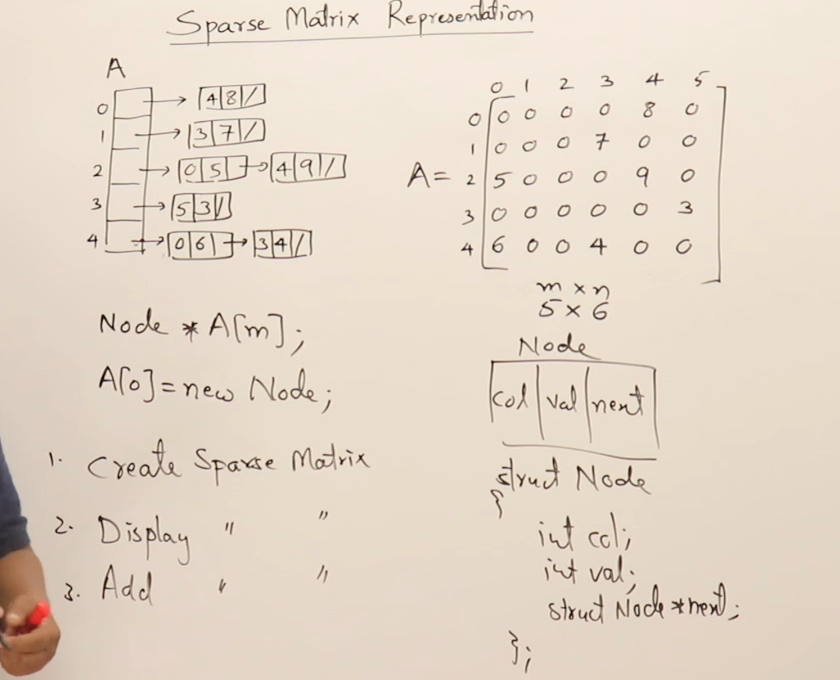 Sparse Matrix Representation
A
0 → 4|8|/
1 → 3|7|/
2 → 0|5| → 4|9|/
3 → 5|3|/
4 → 0|6| → 3|4|/
0 1 2 3 4 5
0 0 0 0 0 8 0
1 0 0 0 7 0 0
A = 2 5 0 0 0 9 0
3 0 0 0 0 0 3
4 6 0 0 4 0 0
m × n
5 × 6
Node * A[m];
A[0] = new Node;
1. Create Sparse Matrix
2. Display " "
3. Add " "
Node
col | val | next
struct Node
{
int col;
int val;
struct Node *next;
};